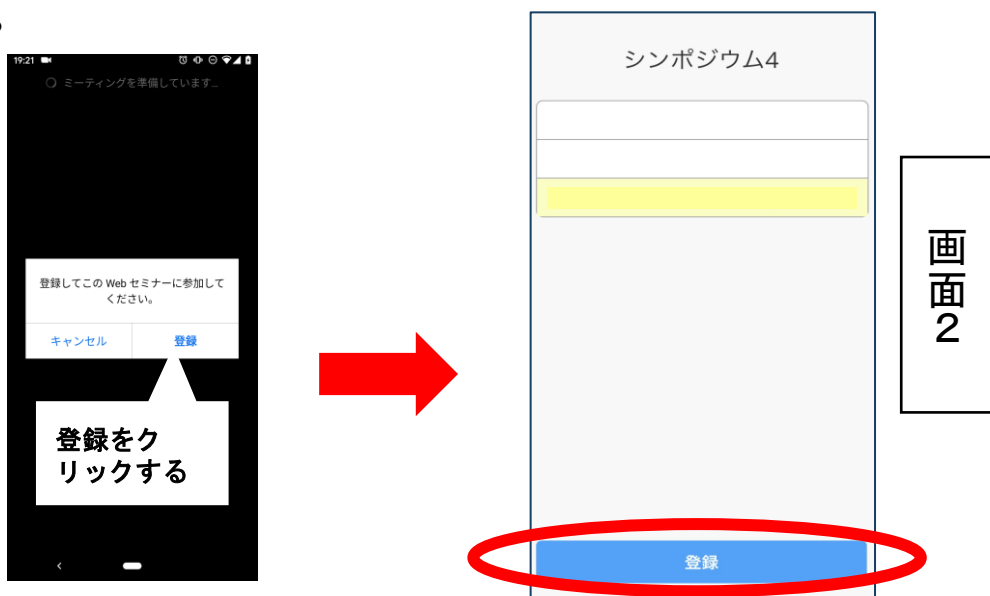 19:21
ミーティングを準備しています...
登録してこの Web セミナーに参加して
ください。
キャンセル
登録
登録をク
リックする
シンポジウム4
登録
画面2